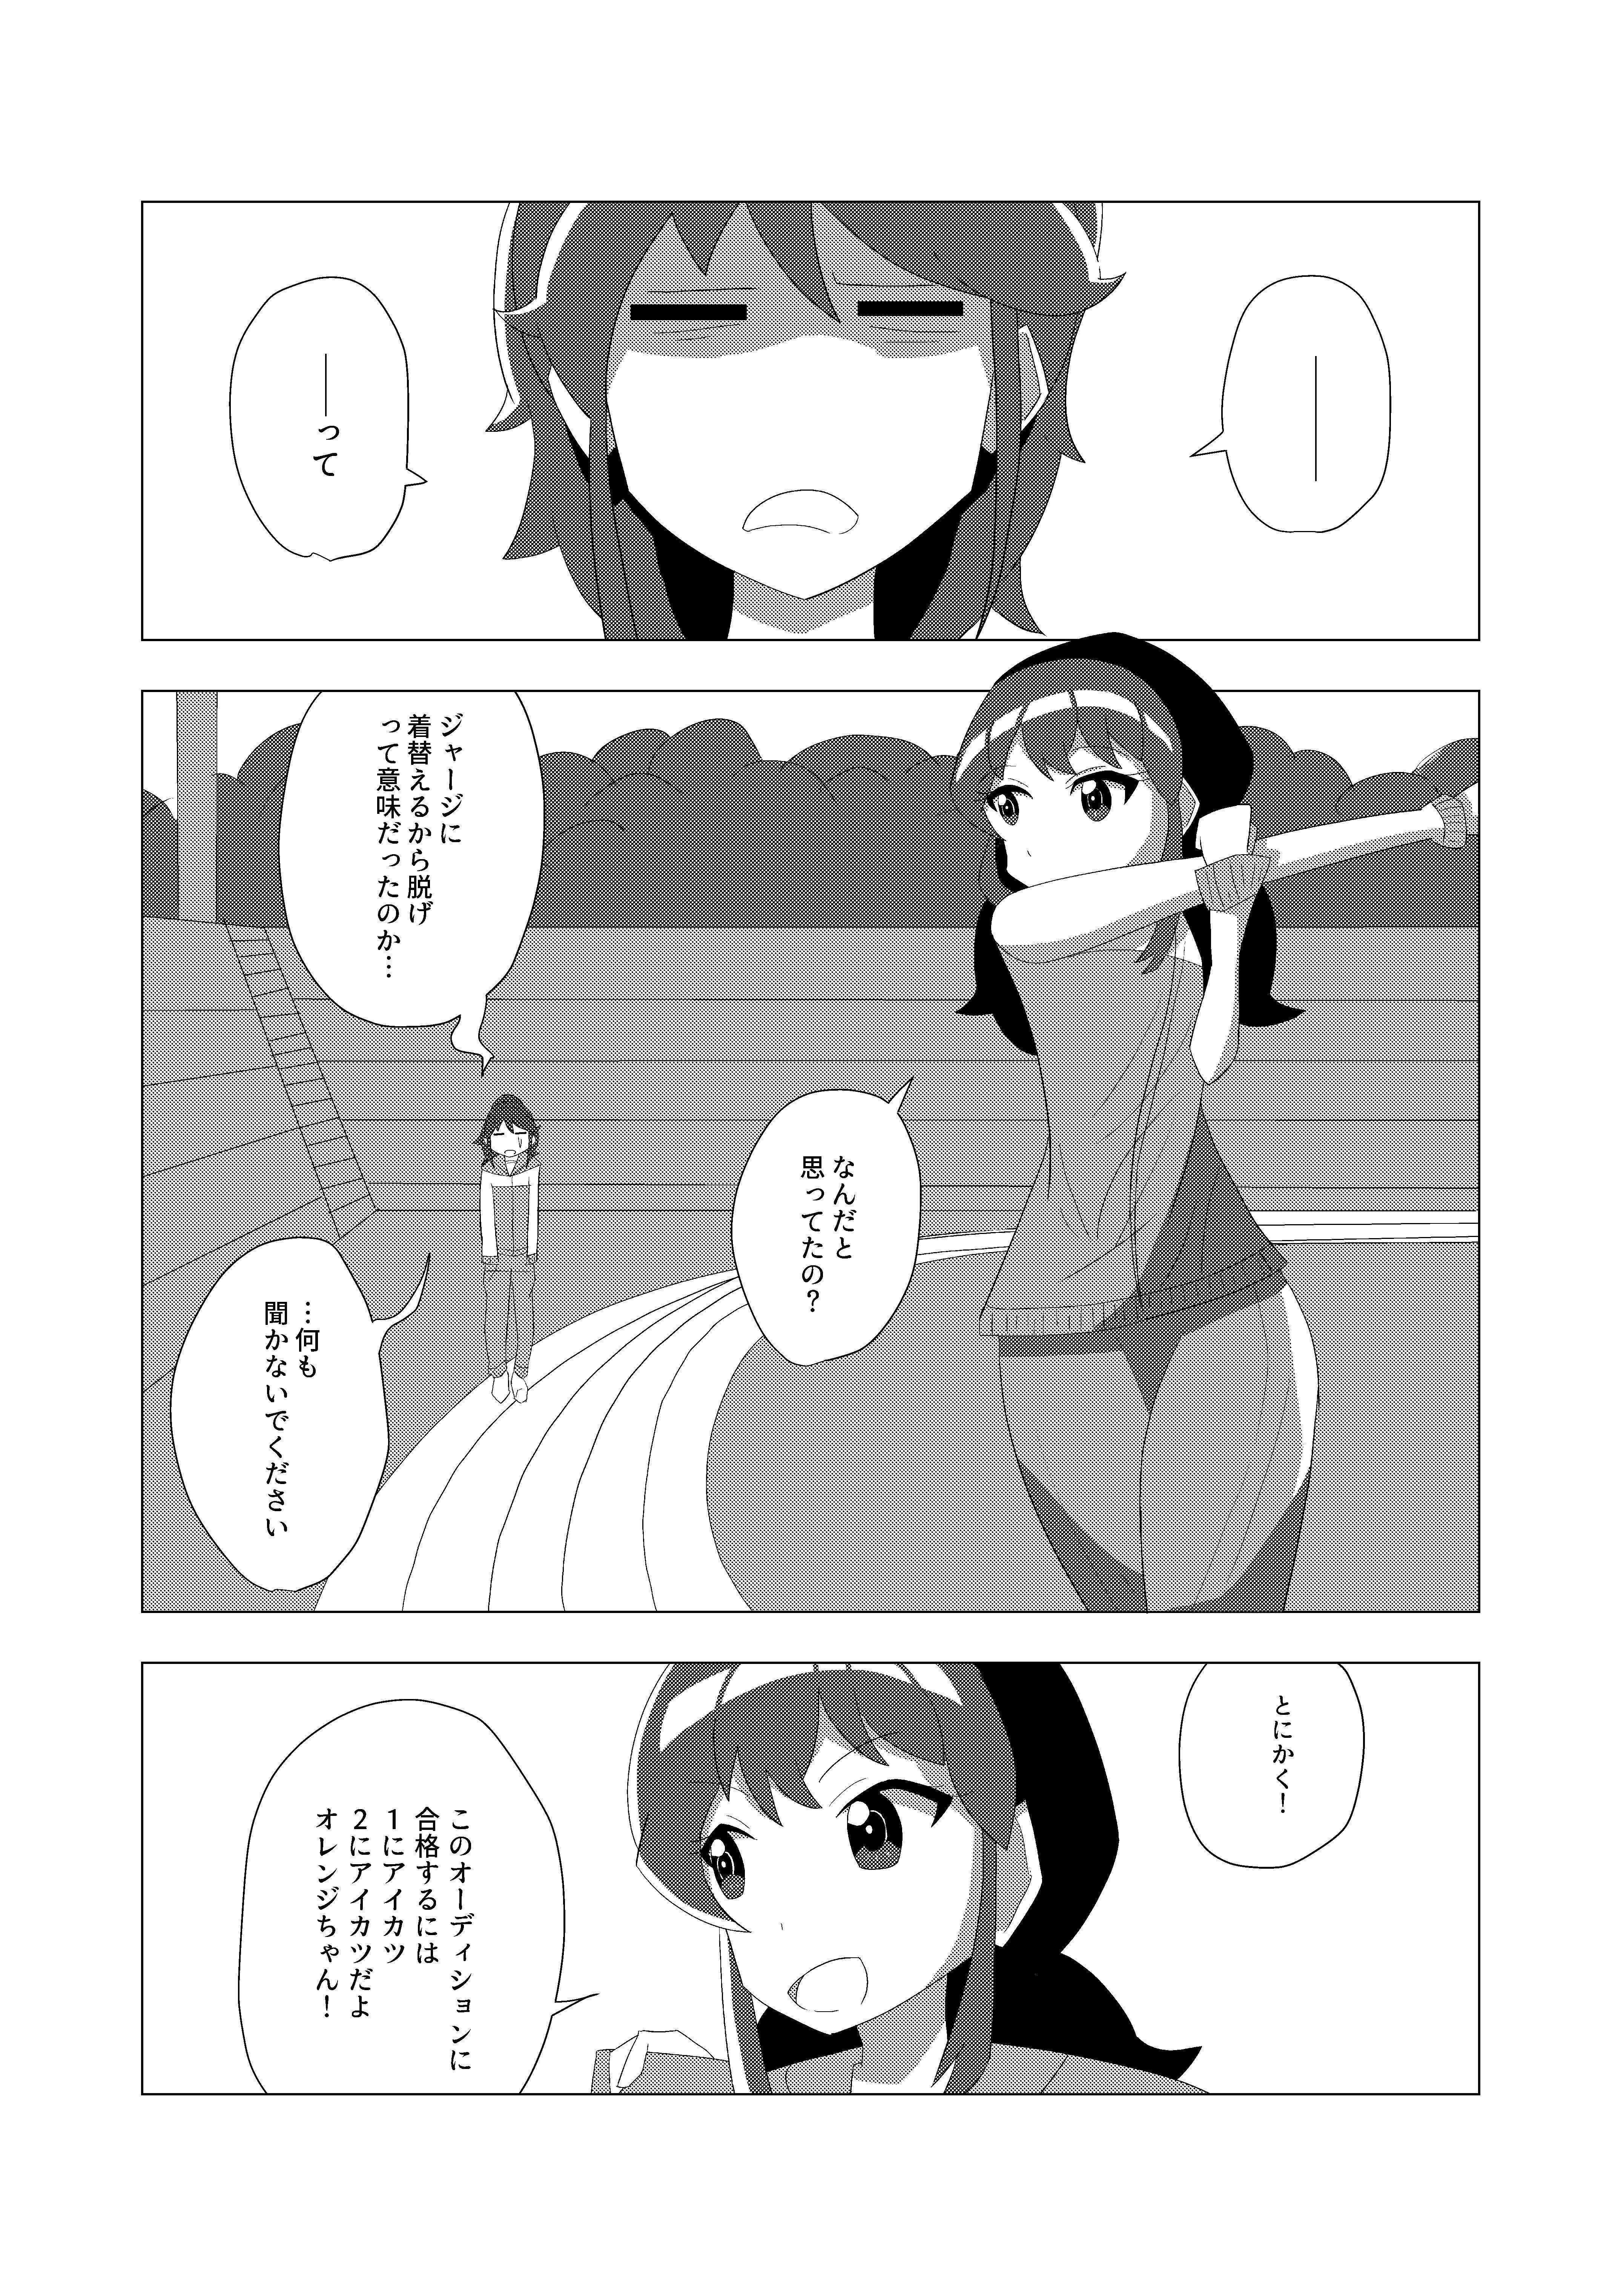 ―
―って
ジャージに
着替えるから脱げ
って意味だったのか…
なんだと
思ってたの？
…何も
聞かないでください
とにかく！
このオーディションに
合格するには
1にアイカツ
2にアイカツだよ
オレンジちゃん！